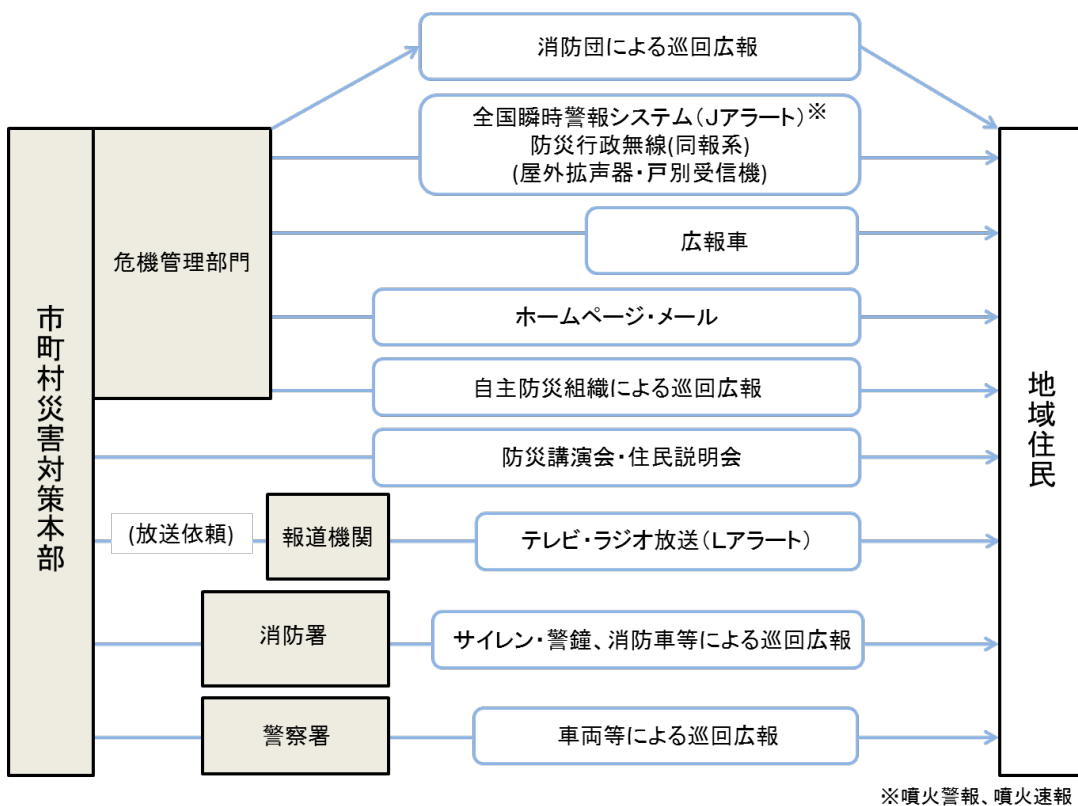 消防団による巡回広報
全国瞬時警報システム(Jアラート)※
防災行政無線(同報系)
(屋外拡声器・戸別受信機)
広報車
危機管理部門
ホームページ・メール
自主防災組織による巡回広報
市町村災害対策本部
地域住民
防災講演会・住民説明会
(放送依頼)
報道機関
テレビ・ラジオ放送(Lアラート)
消防署
サイレン・警鐘、消防車等による巡回広報
警察署
車両等による巡回広報
※噴火警報、噴火速報